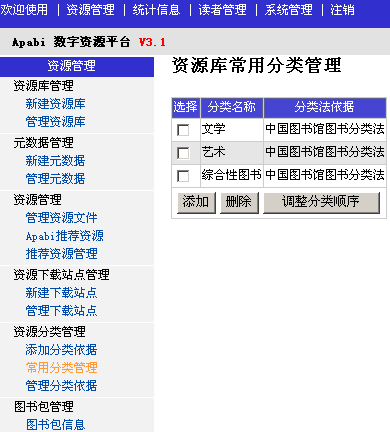 欢迎使用 | 资源管理 | 统计信息 | 读者管理 | 系统管理 | 注销
Apabi 数字资源平台 V3.1
资源管理
资源库管理
新建资源库
管理资源库
元数据管理
新建元数据
管理元数据
资源管理
管理资源文件
Apabi推荐资源
推荐资源管理
资源下载站点管理
新建下载站点
管理下载站点
资源分类管理
添加分类依据
常用分类管理
管理分类依据
图书包管理
图书包信息
资源库常用分类管理
选择 分类名称 分类法依据
文学 中国图书馆图书分类法
艺术 中国图书馆图书分类法
综合性图书 中国图书馆图书分类法
添加 删除 调整分类顺序